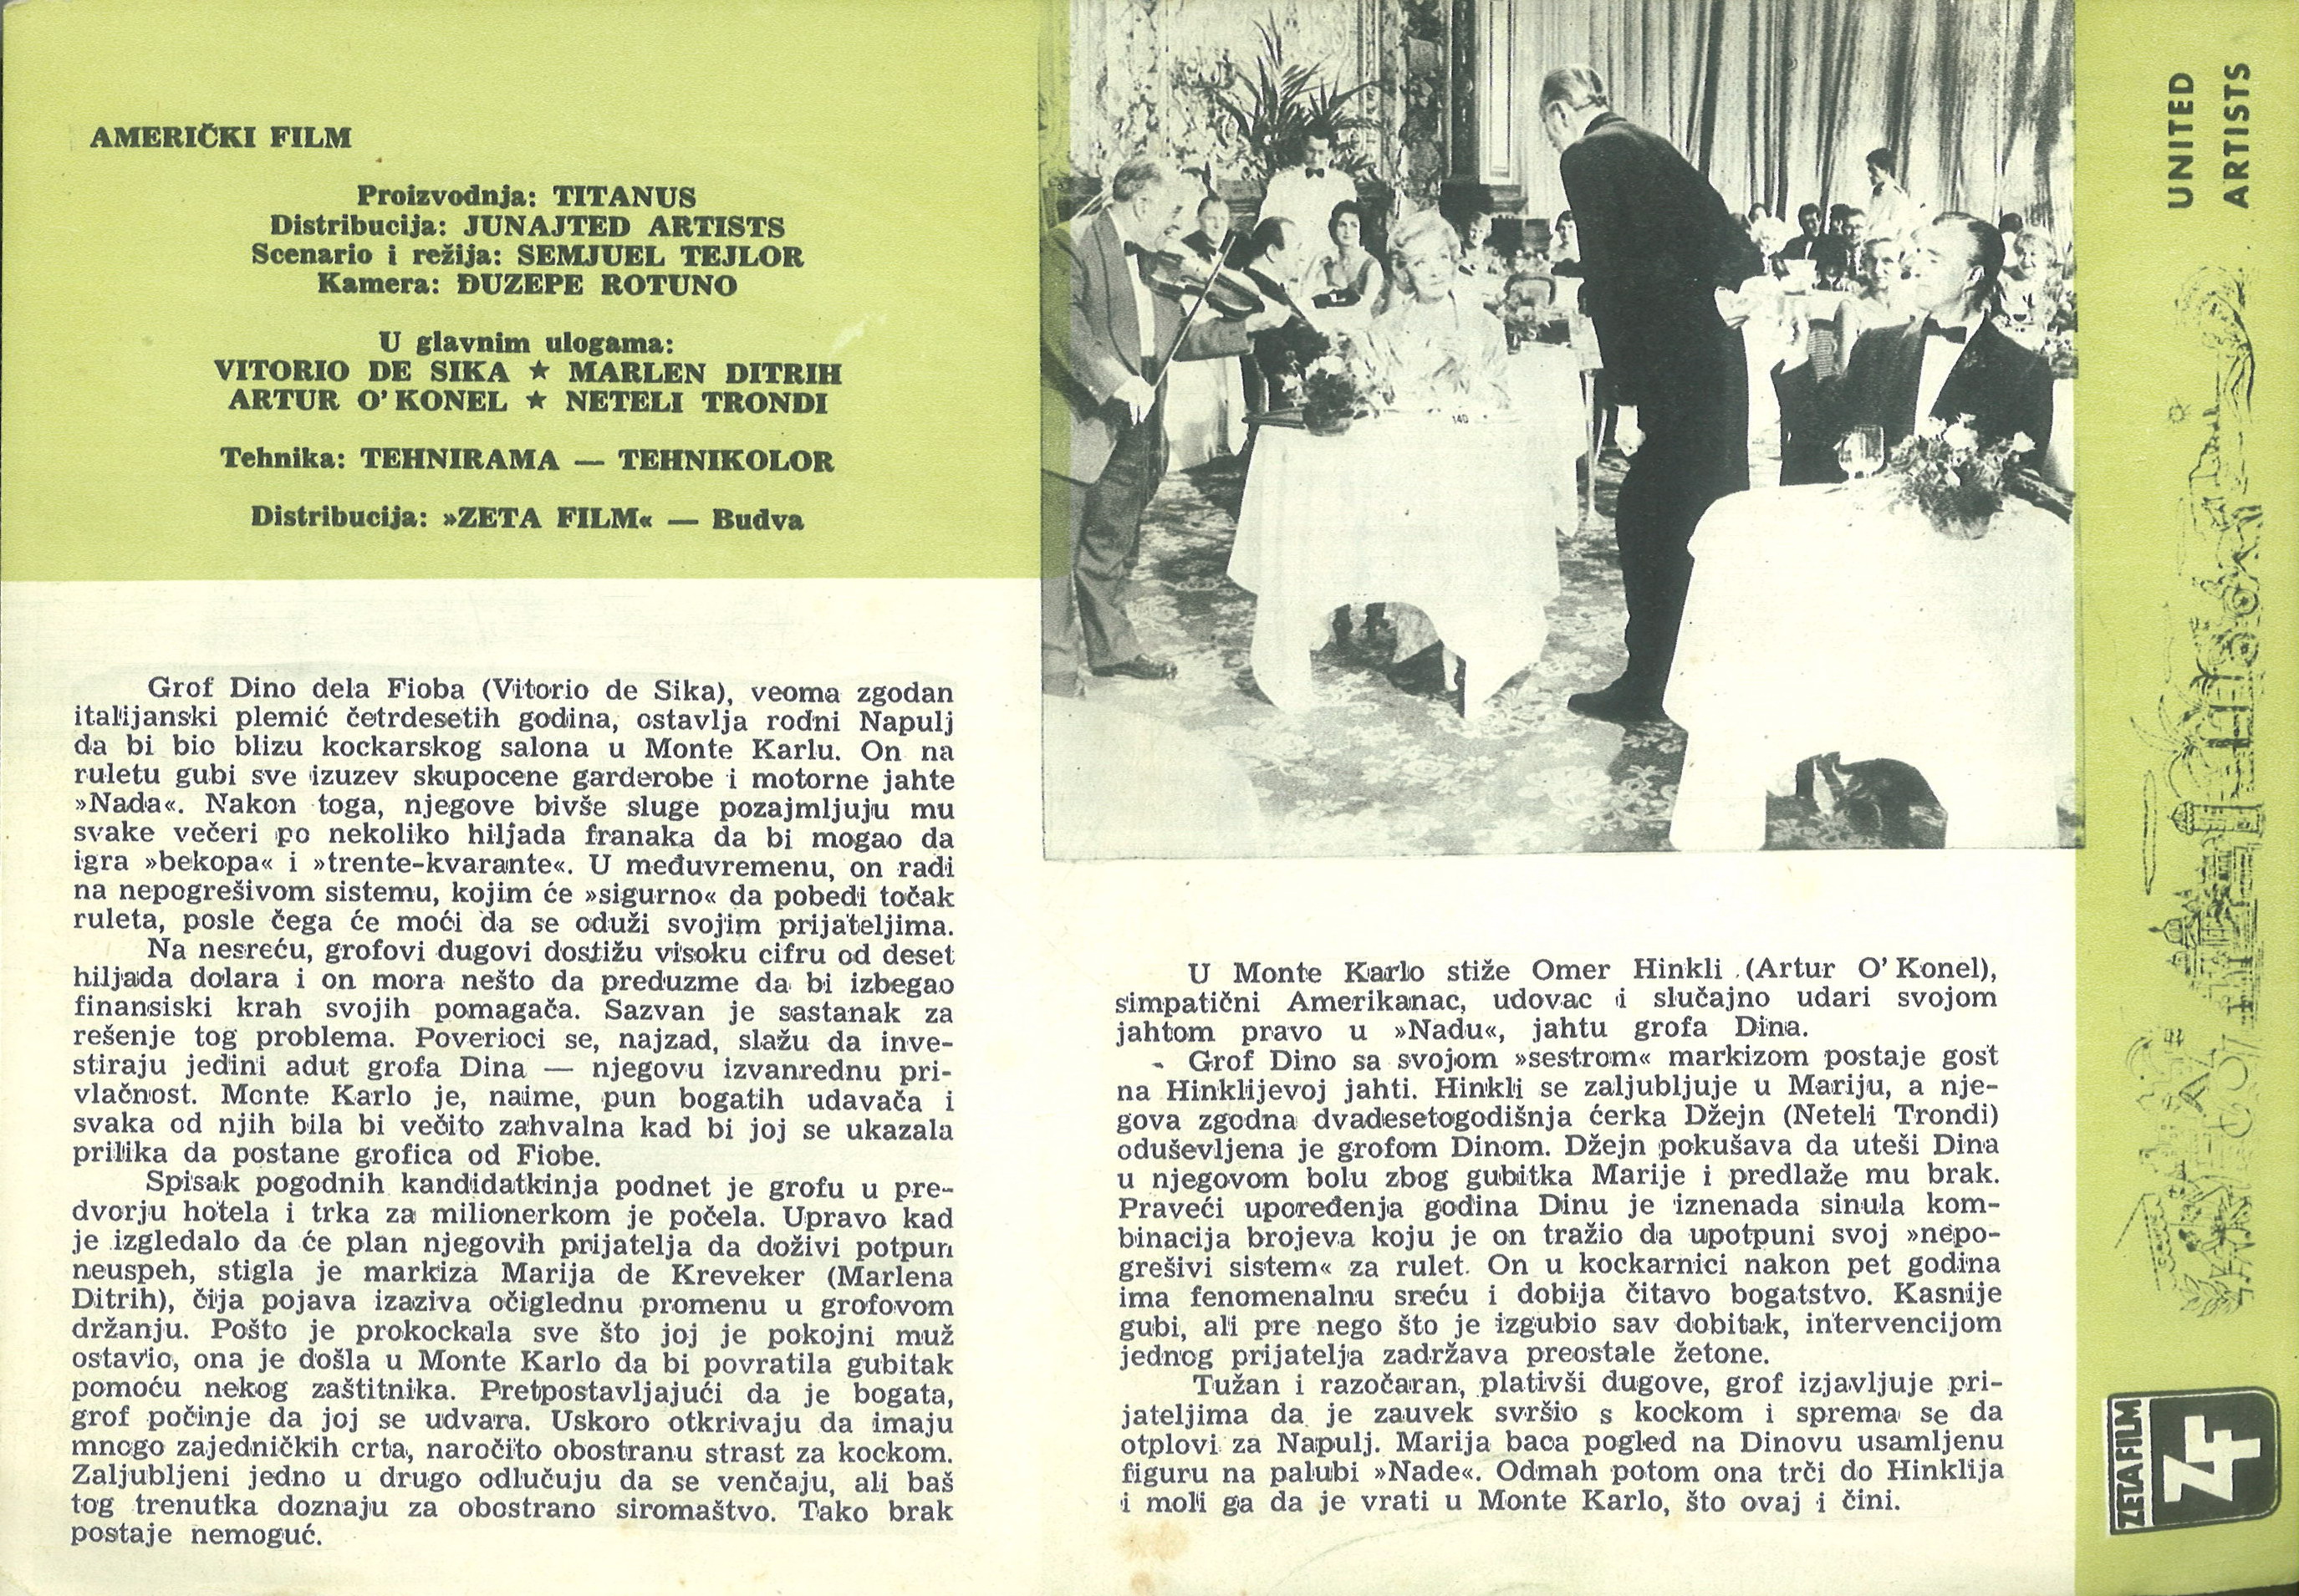 AMERIČKI FILM
Proizvodnja: TITANUS
Distribucija: JUNAJTED ARTISTS
Scenario i režija: SEMJUEL TEJLOR
Kamera: ĐUZEPE ROTUNO
U glavnim ulogama:
VITORIO DE SIKA ★ MARLEN DITRIH
ARTUR O'KONEL ★ NETELI TRONDI
Tehnika: TEHNIRAMA — TEHNIKOLOR
Distribucija: »ZETA FILM« — Budva
Grof Dino dela Fioba (Vitorio de Sika), veoma zgodan
italijanski plemić četrdesetih godina, ostavlja rodni Napulj
da bi bio blizu kockarskog salona u Monte Karlu. On na
ruletu gubi sve izuzev skupocene garderobe i motorne jahte
»Nada«. Nakon toga, njegove bivše sluge pozajmljuju mu
svake večeri po nekoliko hiljada franaka da bi mogao da
igra »bekopa« i »trente-kvarante«. U međuvremenu, on radi
na nepogrešivom sistemu, kojim će »sigurno« da pobedi točak
ruleta, posle čega će moći da se oduži svojim prijateljima.
Na nesreću, grofovi dugovi dostižu visoku cifru od deset
hiljada dolara i on mora nešto da preduzme da bi izbegao
finansiski krah svojih pomagača. Sazvan je sastanak za
rešenje tog problema. Poverioci se, najzad, slažu da inve-
stiraju jedini adut grofa Dina — njegovu izvanrednu pri-
vlačnost. Monte Karlo je, naime, pun bogatih udavača i
svaka od njih bila bi večito zahvalna kad bi joj se ukazala
prilika da postane grofica od Fiobe.
Spisak pogodnih kandidatkinja podnet je grofu u pre-
dvorju hotela i trka za milionerkom je počela. Upravo kad
je izgledalo da će plan njegovih prijatelja da doživi potpun
neuspeh, stigla je markiza Marija de Kreveker (Marlena
Ditrih), čija pojava izaziva očiglednu promenu u grofovom
držanju. Pošto je prokockala sve što joj je pokojni muž
ostavio, ona je došla u Monte Karlo da bi povratila gubitak
pomoću nekog zaštitnika. Pretpostavljajući da je bogata,
grof počinje da joj se udvara. Uskoro otkrivaju da imaju
mnogo zajedničkih crta, naročito obostranu strast za kockom.
Zaljubljeni jedno u drugo odlučuju da se venčaju, ali baš
tog trenutka doznaju za obostrano siromaštvo. Tako brak
postaje nemoguć.
140
U Monte Karlo stiže Omer Hinkli (Artur O'Konel),
simpatični Amerikanac, udovac i slučajno udari svojom
jahtom pravo u »Nadu«, jahtu grofa Dina.
Grof Dino sa svojom »sestrom« markizom postaje gost
na Hinklijevoj jahti. Hinkli se zaljubljuje u Mariju, a nje-
gova zgodna dvadesetogodišnja ćerka Džejn (Neteli Trondi)
oduševljena je grofom Dinom. Džejn pokušava da uteši Dina
u njegovom bolu zbog gubitka Marije i predlaže mu brak.
Praveći upoređenja godina Dinu je iznenada sinula kom-
binacija brojeva koju je on tražio da upotpuni svoj »nepo-
grešivi sistem« za rulet. On u kockarnici nakon pet godina
ima fenomenalnu sreću i dobija čitavo bogatstvo. Kasnije
gubi, ali pre nego što je izgubio sav dobitak, intervencijom
jednog prijatelja zadržava preostale žetone.
Tužan i razočaran, plativši dugove, grof izjavljuje pri-
jateljima da je zauvek svršio s kockom i sprema se da
otplovi za Napulj. Marija baca pogled na Dinovu usamljenu
figuru na palubi »Nade«. Odmah potom ona trči do Hinklija
i moli ga da je vrati u Monte Karlo, što ovaj i čini.
UNITED
ARTISTS
ZETA FILM
ZF